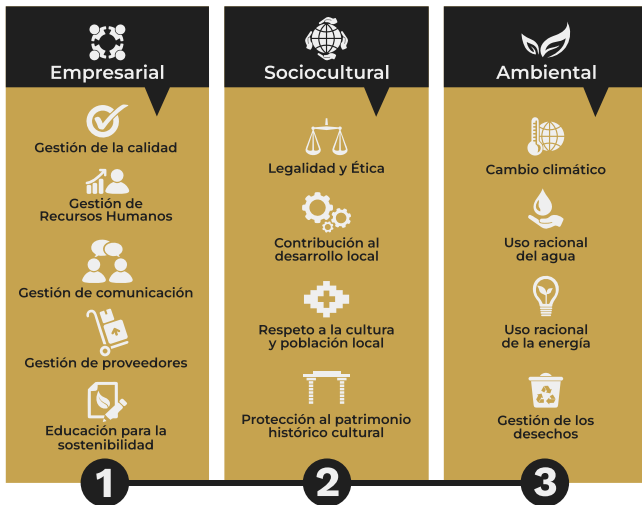 Empresarial
Gestión de la calidad
Gestión de
Recursos Humanos
Gestión de comunicación
Gestión de proveedores
Educación para la
sostenibilidad
1
Sociocultural
Legalidad y Ética
Contribución al
desarrollo local
Respeto a la cultura
y población local
Protección al patrimonio
histórico cultural
2
Ambiental
Cambio climático
Uso racional
del agua
Uso racional
de la energía
Gestión de los
desechos
3